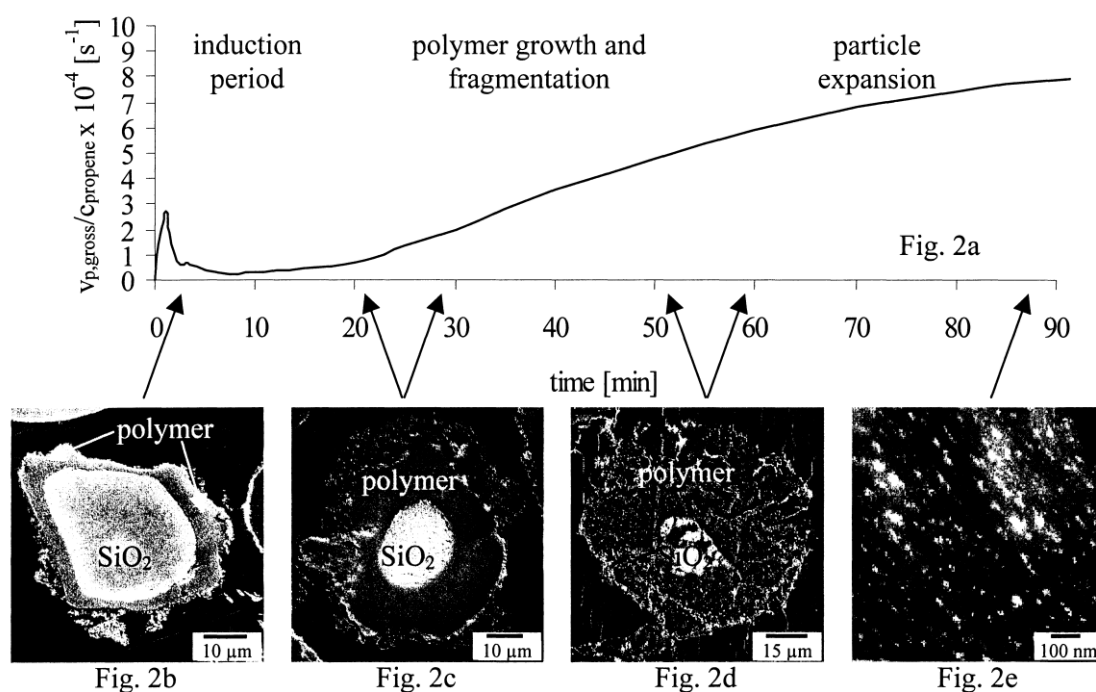 10
9
8
7
6
5
4
3
2
1
0
vp,gross/cpropene x 10⁻⁴ [s⁻¹]
induction
period
polymer growth and
fragmentation
particle
expansion
Fig. 2a
0 10 20 30 40 50 60 70 80 90
time [min]
polymer
SiO₂
10 µm
polymer
SiO₂
10 µm
polymer
iO
15 µm
100 nm
Fig. 2b Fig. 2c Fig. 2d Fig. 2e